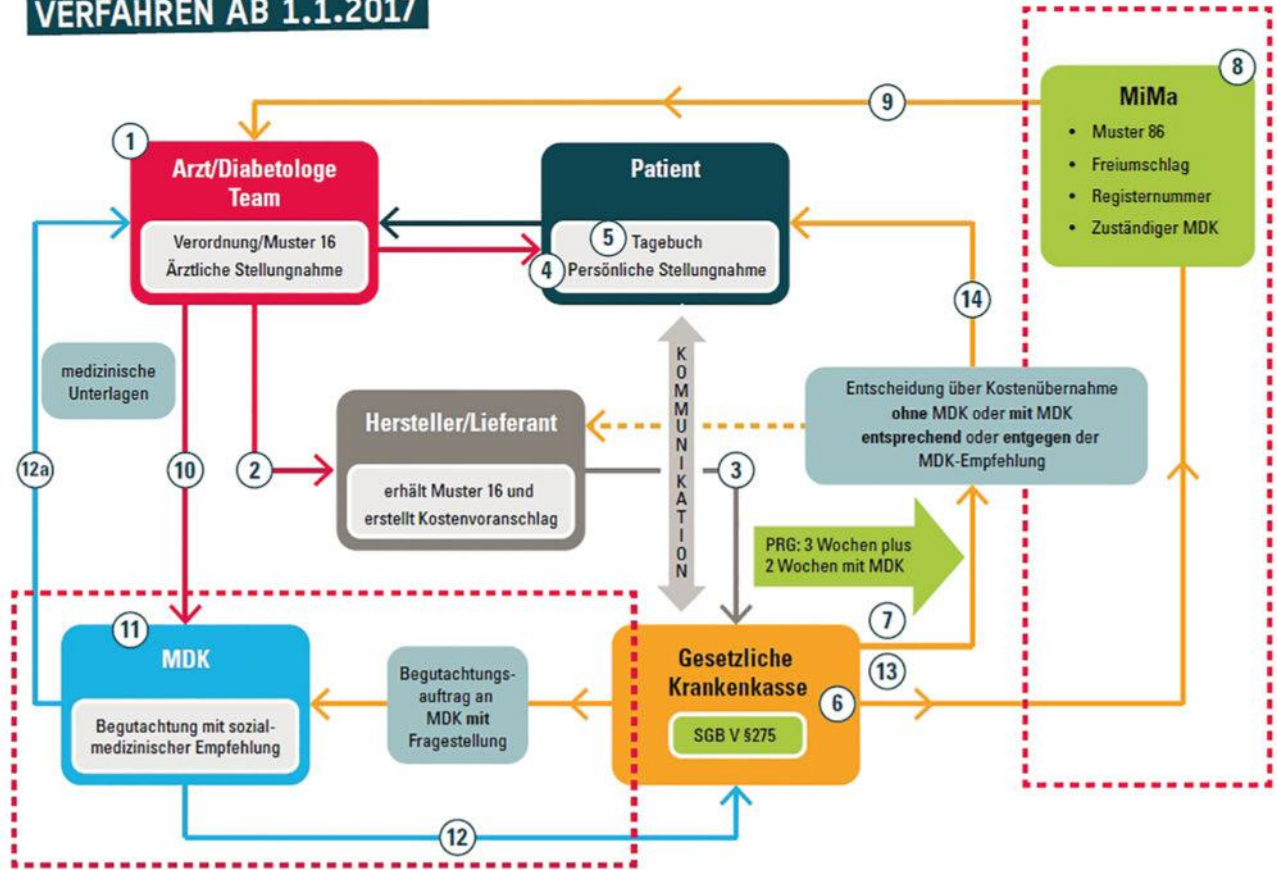 VERFAHREN AB 1.1.2017
8
MiMa
• Muster 86
• Freiumschlag
• Registernummer
• Zuständiger MDK
9
1
Arzt/Diabetologe
Team
Verordnung/Muster 16
Ärztliche Stellungnahme
Patient
5 Tagebuch
4 Persönliche Stellungnahme
14
medizinische
Unterlagen
KOMMUNIKATION
Hersteller/Lieferant
erhält Muster 16 und
erstellt Kostenvoranschlag
Entscheidung über Kostenübernahme
ohne MDK oder mit MDK
entsprechend oder entgegen der
MDK-Empfehlung
12a
10
2
3
PRG: 3 Wochen plus
2 Wochen mit MDK
11
MDK
Begutachtung mit sozial-
medizinischer Empfehlung
Begutachtungs-
auftrag an
MDK mit
Fragestellung
Gesetzliche
Krankenkasse
6
SGB V §275
7
13
12